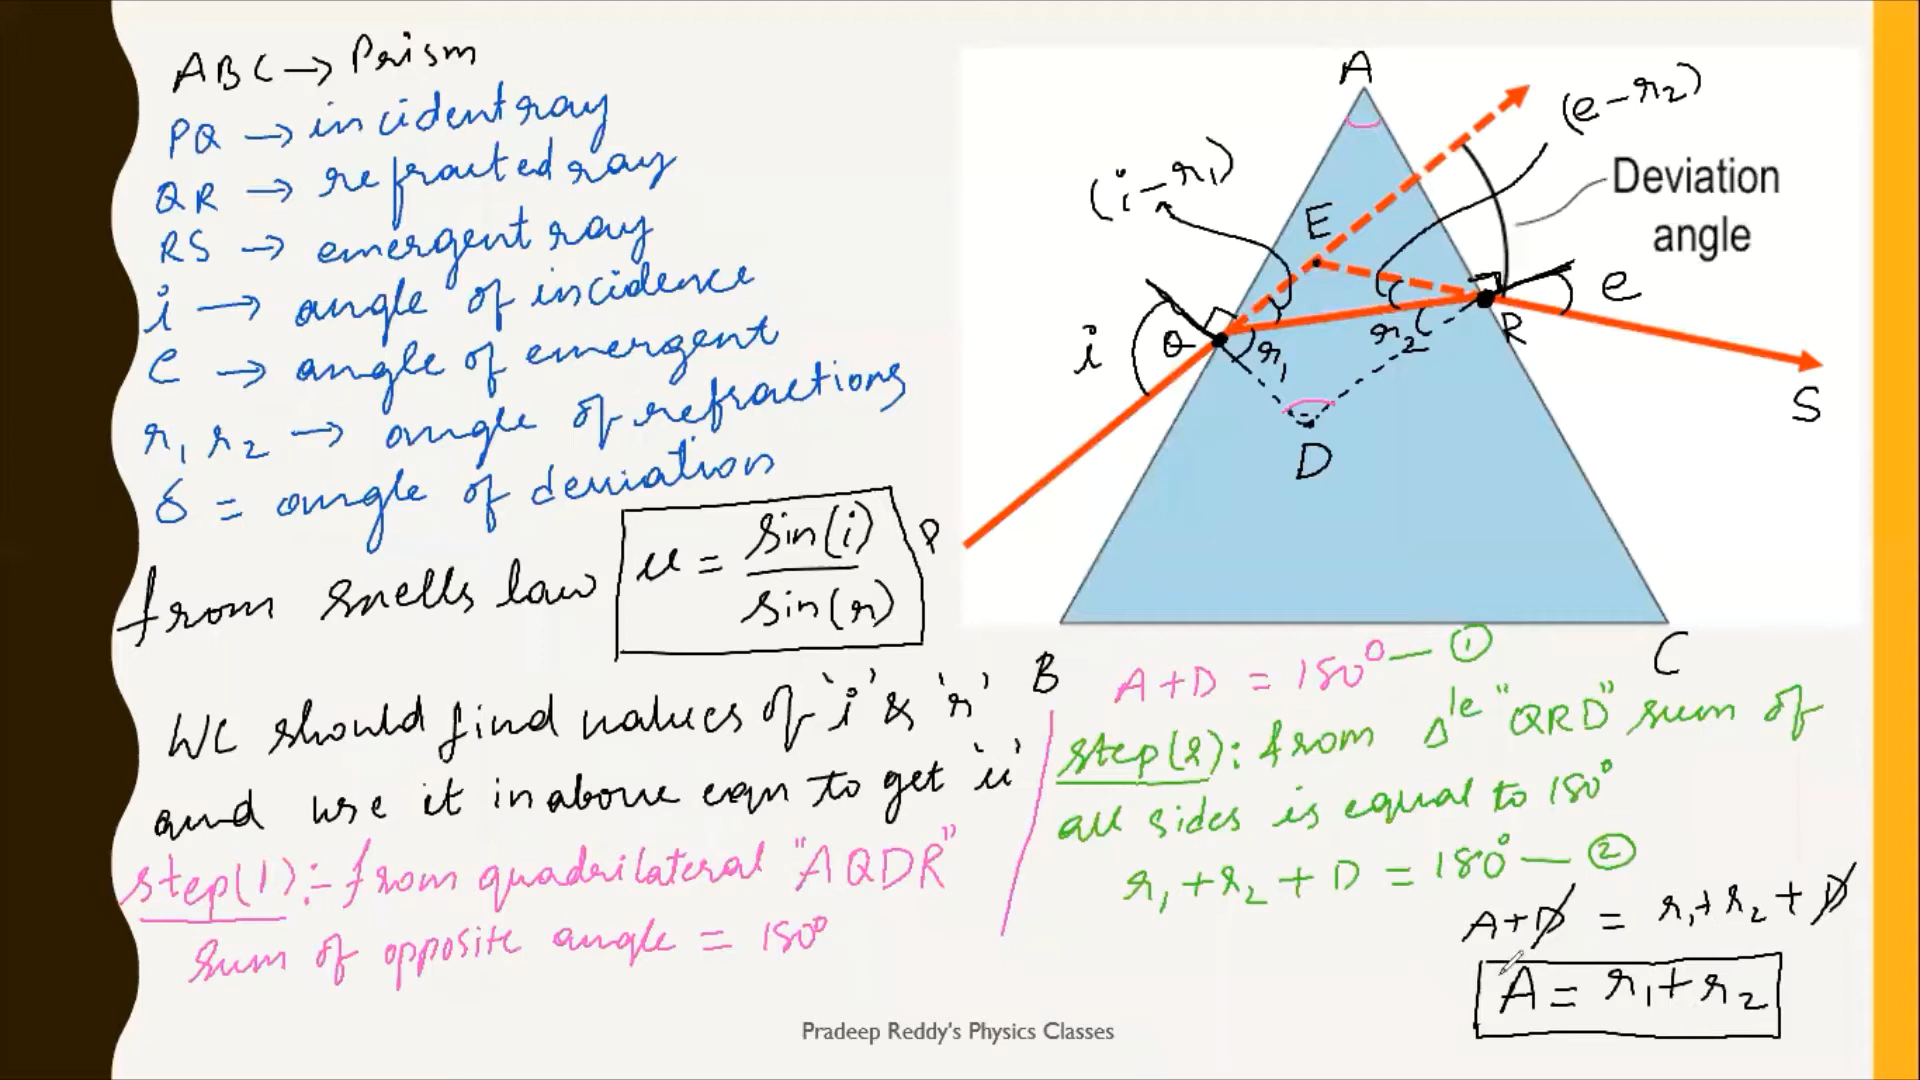 ABC → Prism
PQ → incident ray
QR → refracted ray
RS → emergent ray
i → angle of incidence
e → angle of emergent
r₁ r₂ → angle of refractions
δ = angle of deviation
from snells law u = sin(i) / sin(r)
We should find values of 'i' & 'r'
and use it in above eqn to get 'u'
step(1):- from quadrilateral "AQDR"
sum of opposite angle = 180°
A
(e-r₂)
(i-r₁)
Deviation
angle
E
i
Q
r₁
r₂
R
e
S
D
P
B
C
A+D = 180° — ①
step(2): from Δle "QRD" sum of
all sides is equal to 180°
r₁+r₂+D = 180° — ②
A+D = r₁+r₂+D
A = r₁+r₂
Pradeep Reddy's Physics Classes